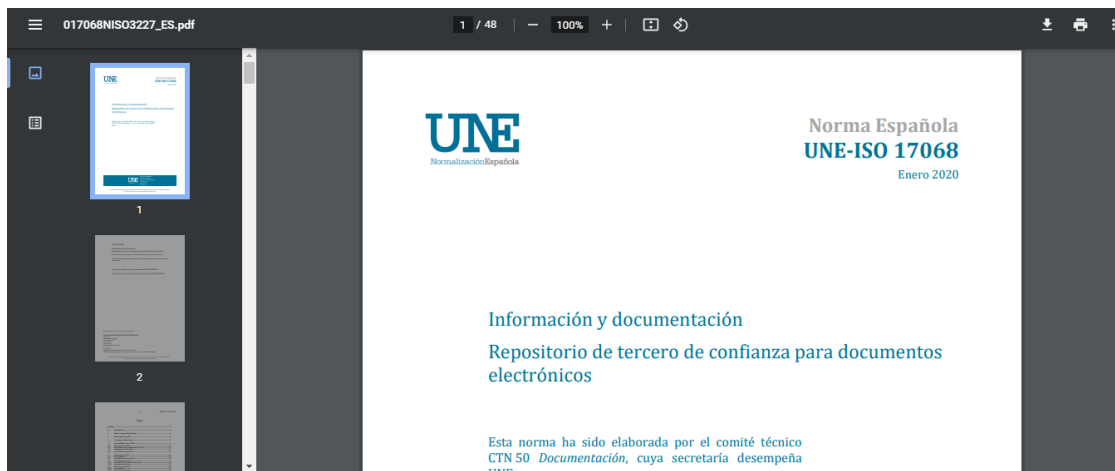 017068NISO3227_ES.pdf
1 / 48
100%
1
2
UNE
NormalizaciónEspañola
Norma Española
UNE-ISO 17068
Enero 2020
Información y documentación
Repositorio de tercero de confianza para documentos
electrónicos
Esta norma ha sido elaborada por el comité técnico
CTN 50 Documentación, cuya secretaría desempeña
UNE.